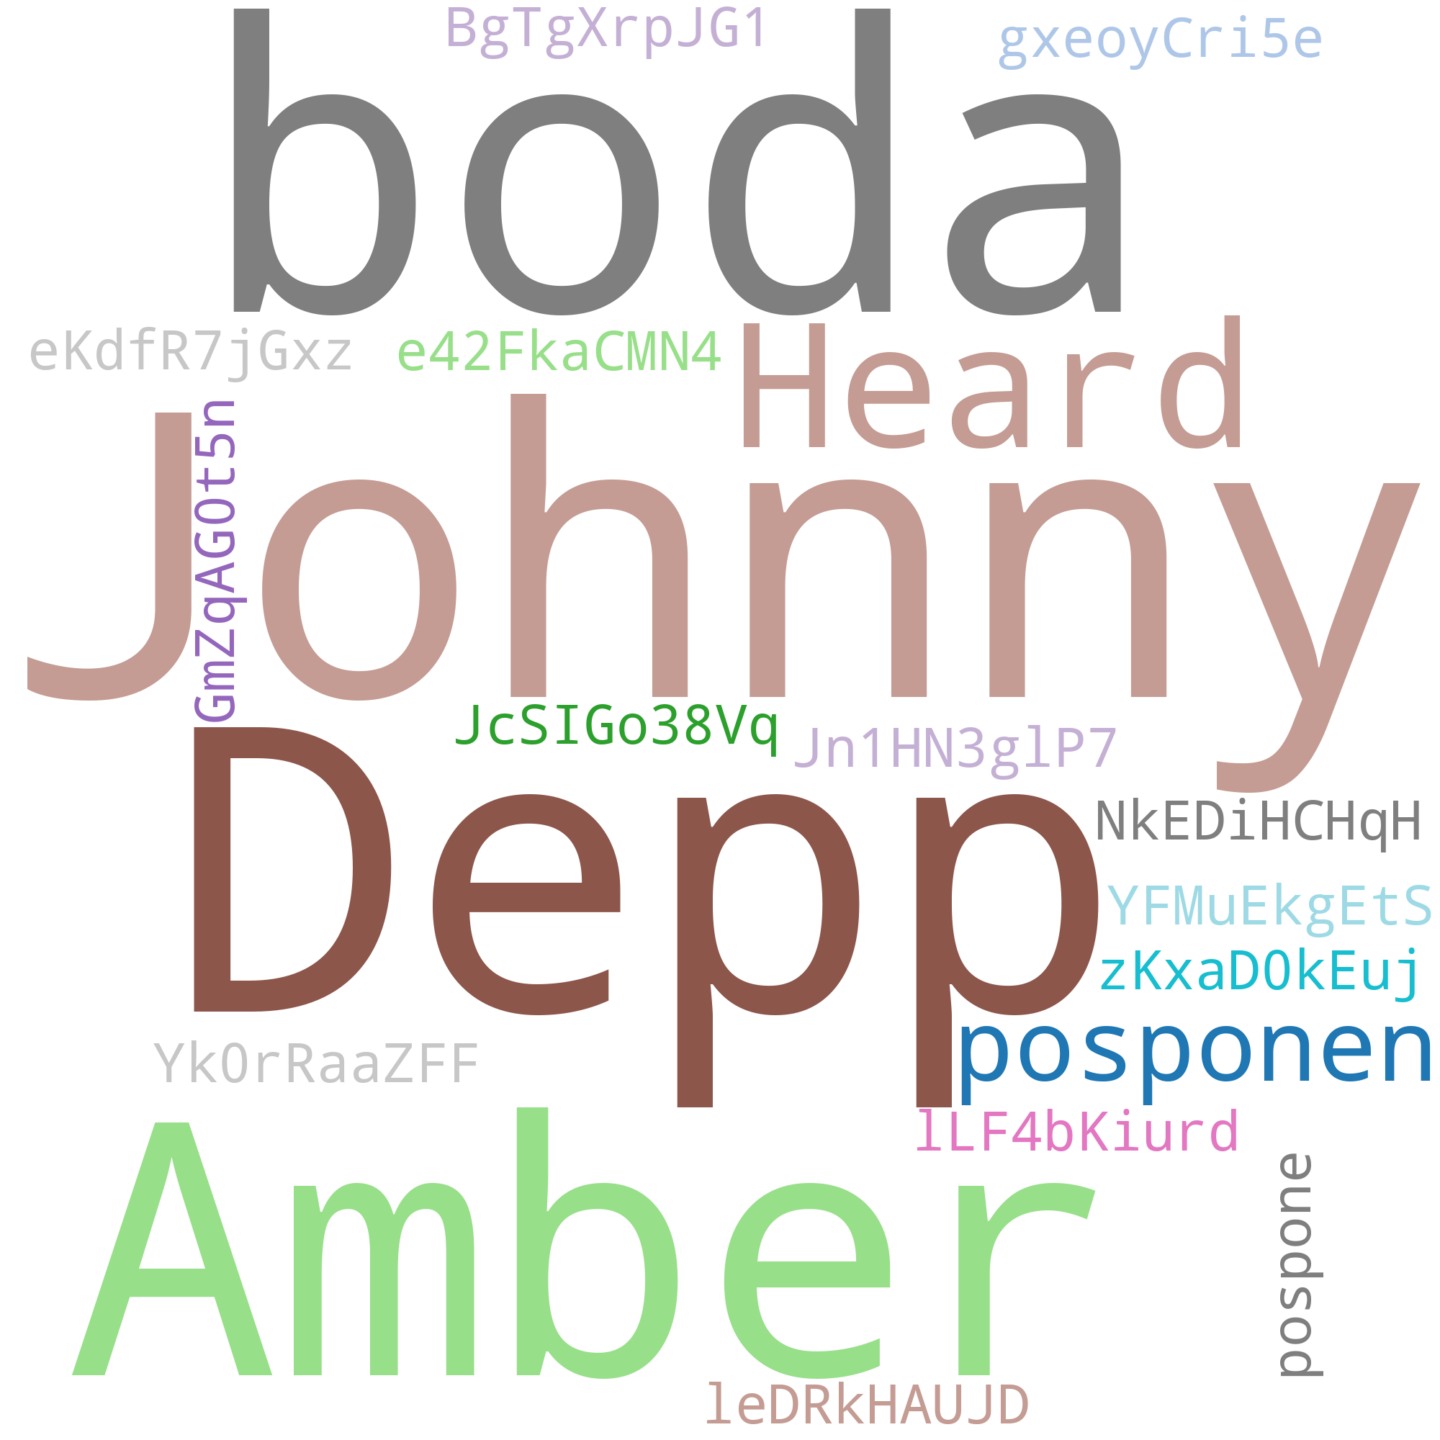 BgTgXrpJG1
gxeoyCri5e
boda
eKdfR7jGxz
e42FkaCMN4
Heard
GmZqAGOt5n
Johnny
JcSIGo38Vq
Jn1HN3glP7
Depp
NkEDiHCHqH
YFMuEkgEtS
zKxaD0kEuj
posponen
Yk0rRaaZFF
lLF4bKiurd
Amber
pospone
leDRkHAUJD